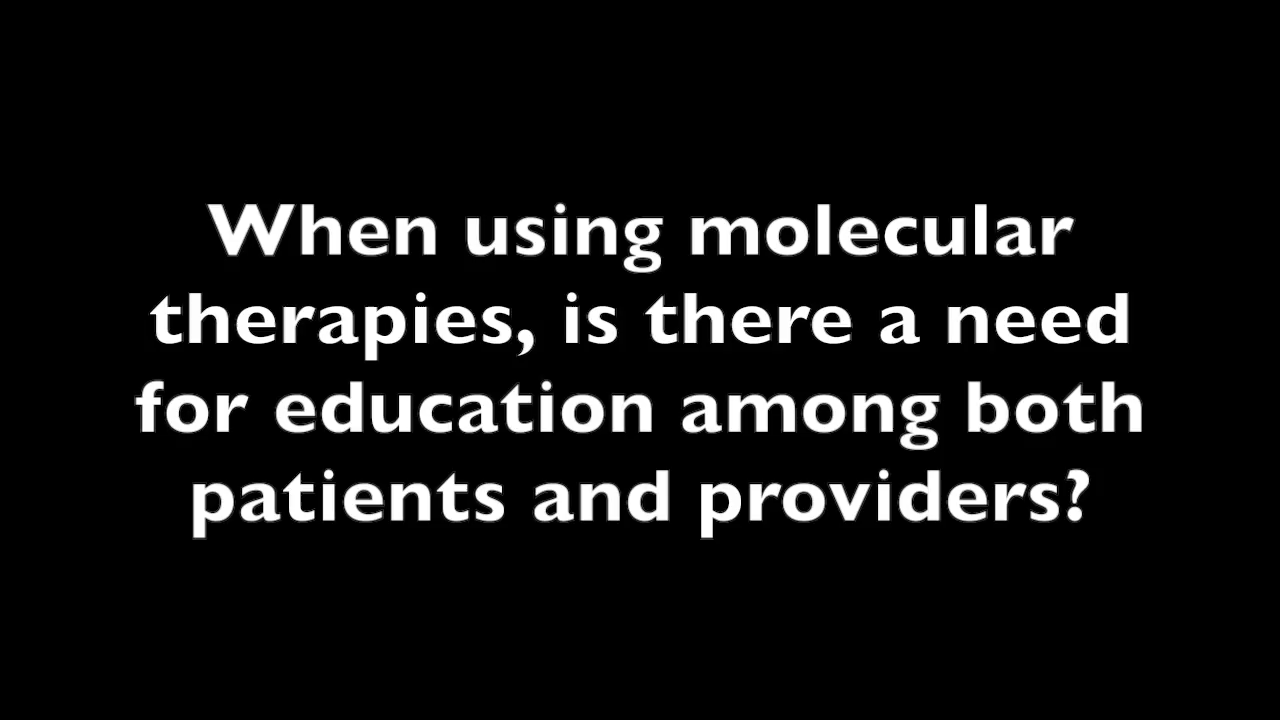 When using molecular
therapies, is there a need
for education among both
patients and providers?